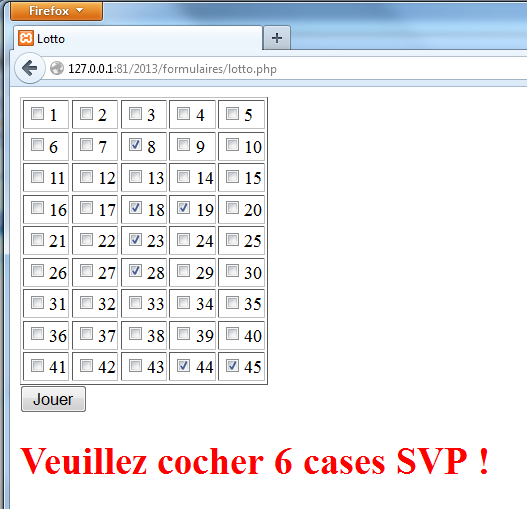 Firefox
Lotto
127.0.0.1:81/2013/formulaires/lotto.php
1 2 3 4 5
6 7 8 9 10
11 12 13 14 15
16 17 18 19 20
21 22 23 24 25
26 27 28 29 30
31 32 33 34 35
36 37 38 39 40
41 42 43 44 45
Jouer
Veuillez cocher 6 cases SVP !